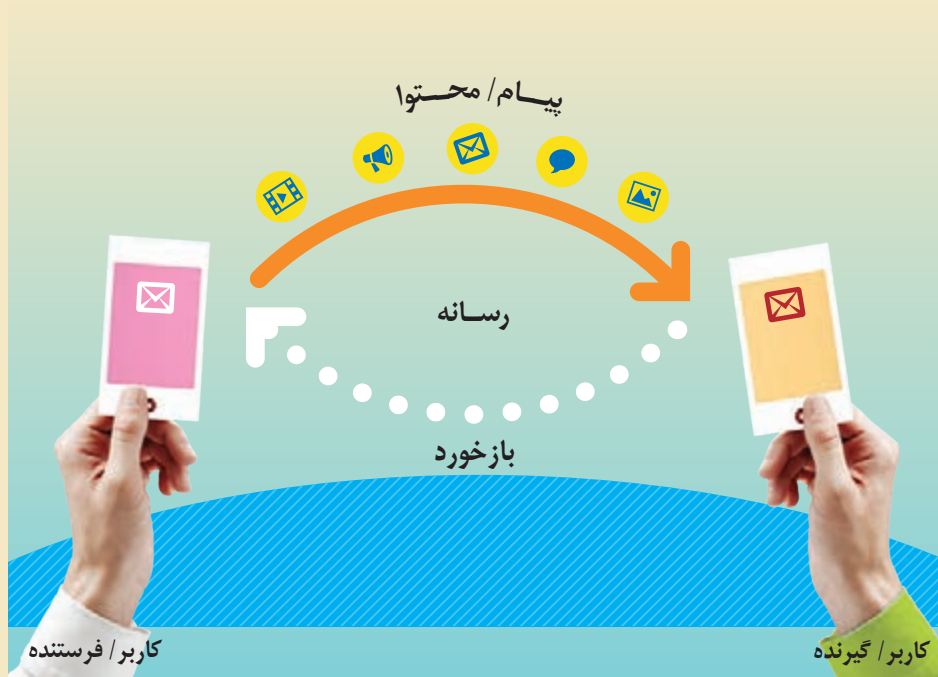 پیـام/ محـتوا
رسـانه
بازخورد
کاربر/ گیرنده
کاربر/ فرستنده